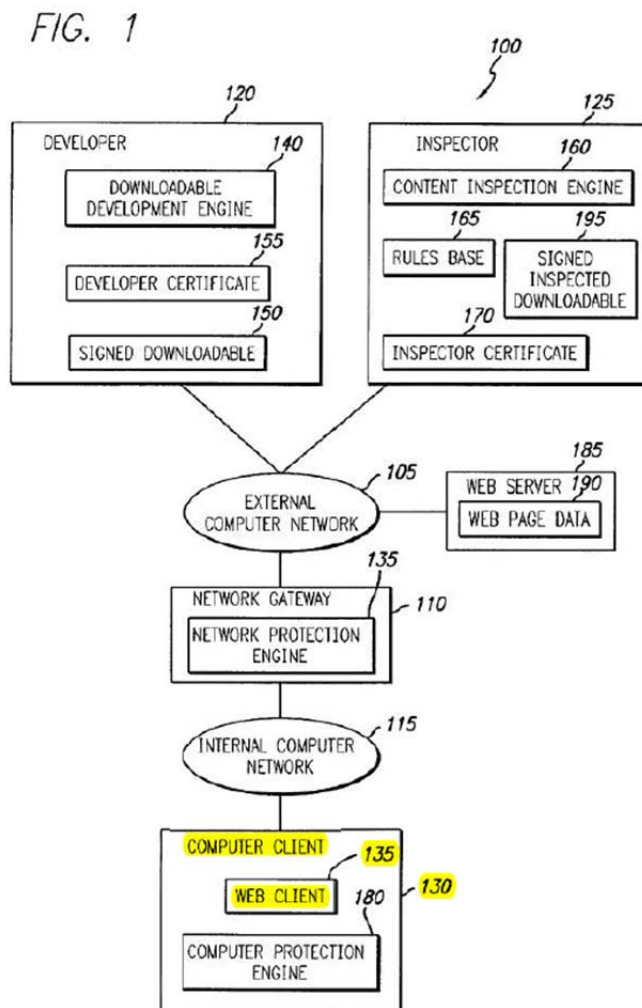 FIG. 1
100
120
DEVELOPER
140
DOWNLOADABLE
DEVELOPMENT ENGINE
155
DEVELOPER CERTIFICATE
150
SIGNED DOWNLOADABLE
125
INSPECTOR
160
CONTENT INSPECTION ENGINE
165
RULES BASE
195
SIGNED
INSPECTED
DOWNLOADABLE
170
INSPECTOR CERTIFICATE
105
EXTERNAL
COMPUTER NETWORK
185
WEB SERVER
190
WEB PAGE DATA
135
NETWORK GATEWAY
110
NETWORK PROTECTION
ENGINE
115
INTERNAL COMPUTER
NETWORK
COMPUTER CLIENT
135
130
WEB CLIENT
180
COMPUTER PROTECTION
ENGINE